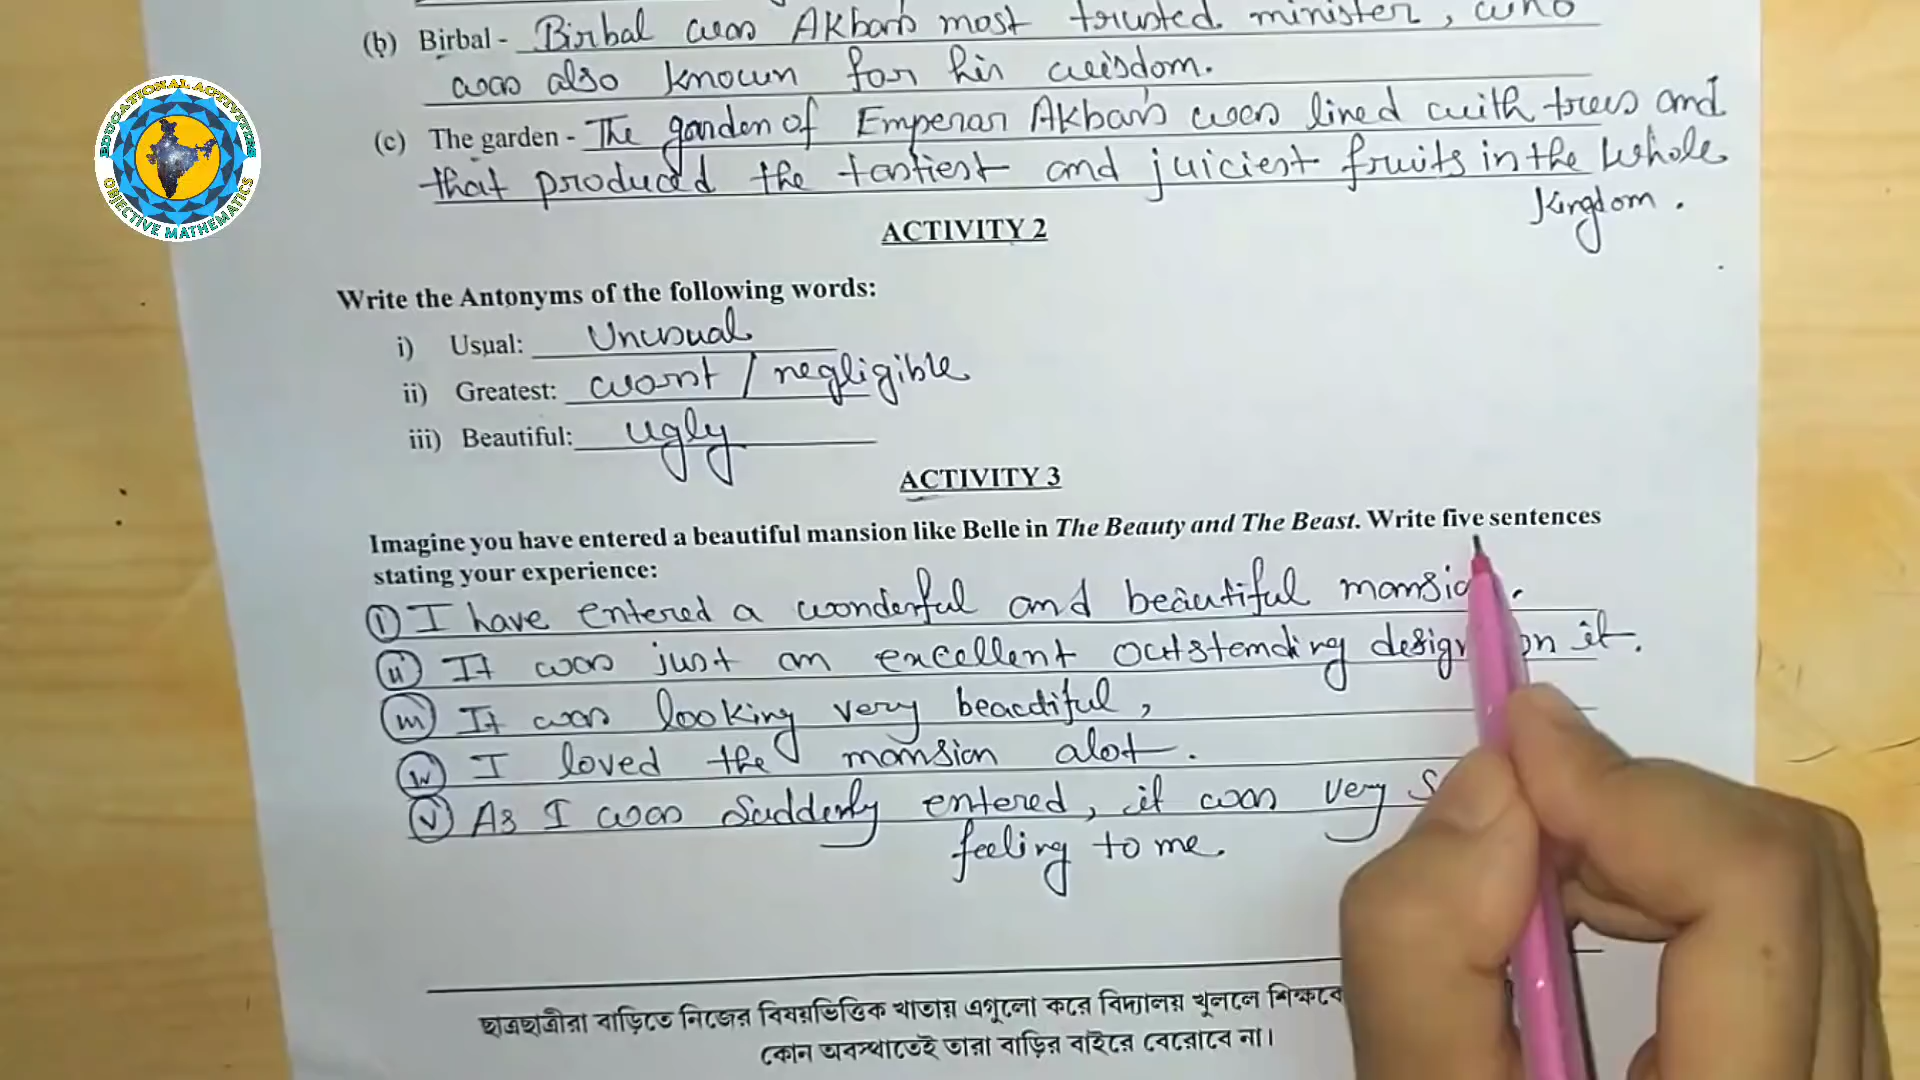 (b) Birbal - Birbal was Akbar's most trusted minister, who
was also known for his wisdom.
(c) The garden - The garden of Emperar Akbar's was lined with trees and
that produced the tastiest and juiciest fruits in the whole
kingdom.
EDUCATIONAL ACTIVITIES
OBJECTIVE MATHEMATICS
ACTIVITY 2
Write the Antonyms of the following words:
i) Usual: Unusual
ii) Greatest: worst / negligible
iii) Beautiful: ugly
ACTIVITY 3
Imagine you have entered a beautiful mansion like Belle in The Beauty and The Beast. Write five sentences
stating your experience:
i) I have entered a wonderful and beautiful
ii) It was just an excellent outstending on it.
iii) It was looking very beautiful,
iv) I loved the mansion alot.
v) As I was suddenly entered, it was very
feeling to me.
ছাত্রছাত্রীরা বাড়িতে নিজের বিষয়ভিত্তিক খাতায় এগুলো করে বিদ্যালয় খুললে
কোন অবস্থাতেই তারা বাড়ির বাইরে বেরোবে না।